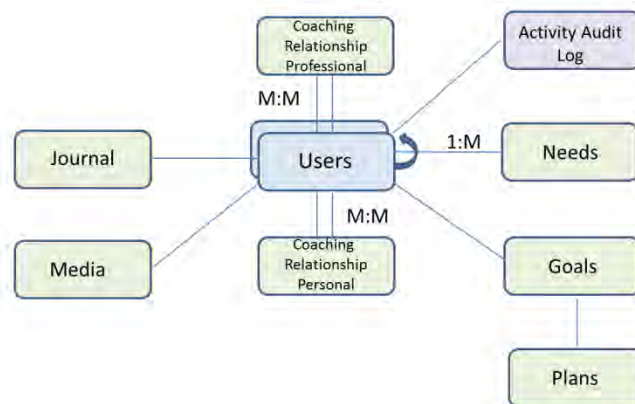 Coaching
Relationship
Professional
Activity Audit
Log
M:M
Journal
Users
1:M
Needs
M:M
Media
Coaching
Relationship
Personal
Goals
Plans